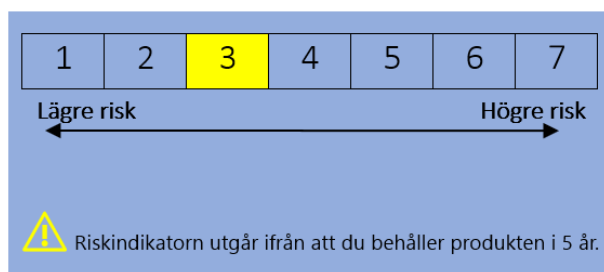 1 2 3 4 5 6 7
Lägre risk Högre risk
Riskindikatorn utgår ifrån att du behåller produkten i 5 år.